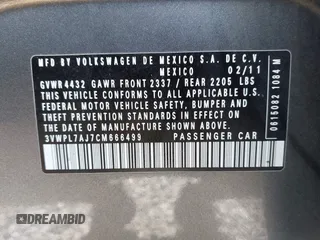 MFD BY VOLKSWAGEN DE MEXICO S.A. DE C.V.
MEXICO 02/11
GVWR4432 GAWR FRONT 2337 / REAR 2205 LBS
THIS VEHICLE CONFORMS TO ALL APPLICABLE U.S.
FEDERAL MOTOR VEHICLE SAFETY, BUMPER AND
THEFT PREVENTION STANDARDS IN EFFECT ON
THE DATE OF MANUFACTURE SHOWN ABOVE.
3VWPL7AJ7CM666499 PASSENGER CAR
0615082 1084 M
3DVINBID